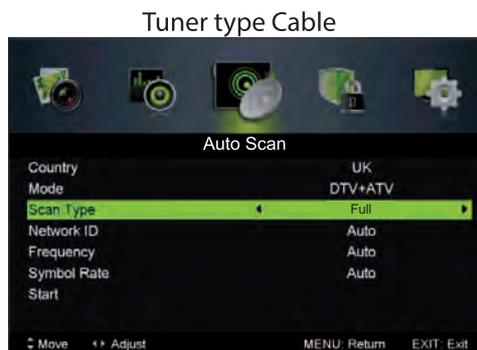 Tuner type Cable
Auto Scan
Country UK
Mode DTV+ATV
Scan Type Full
Network ID Auto
Frequency Auto
Symbol Rate Auto
Start
Move Adjust MENU: Return EXIT: Exit